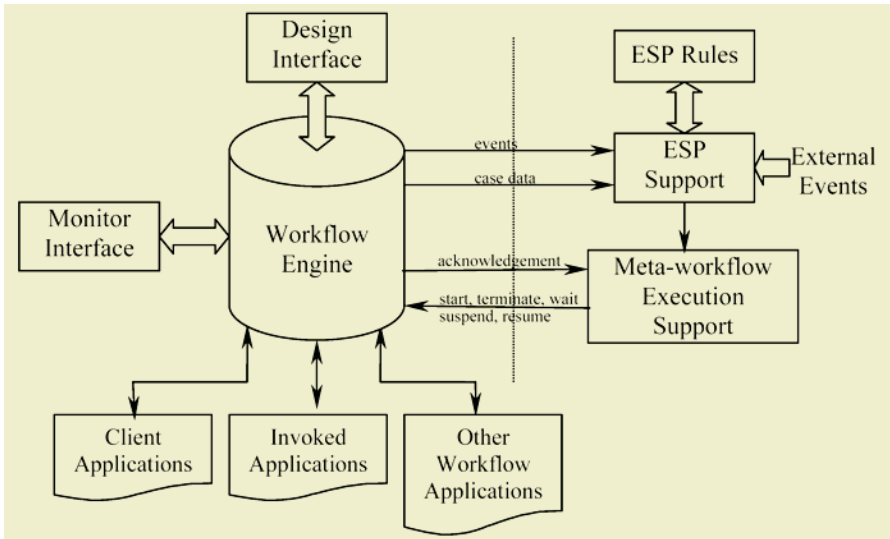 Design
Interface
ESP Rules
events
case data
ESP
Support
External
Events
Monitor
Interface
Workflow
Engine
acknowledgement
start, terminate, wait
suspend, resume
Meta-workflow
Execution
Support
Client
Applications
Invoked
Applications
Other
Workflow
Applications